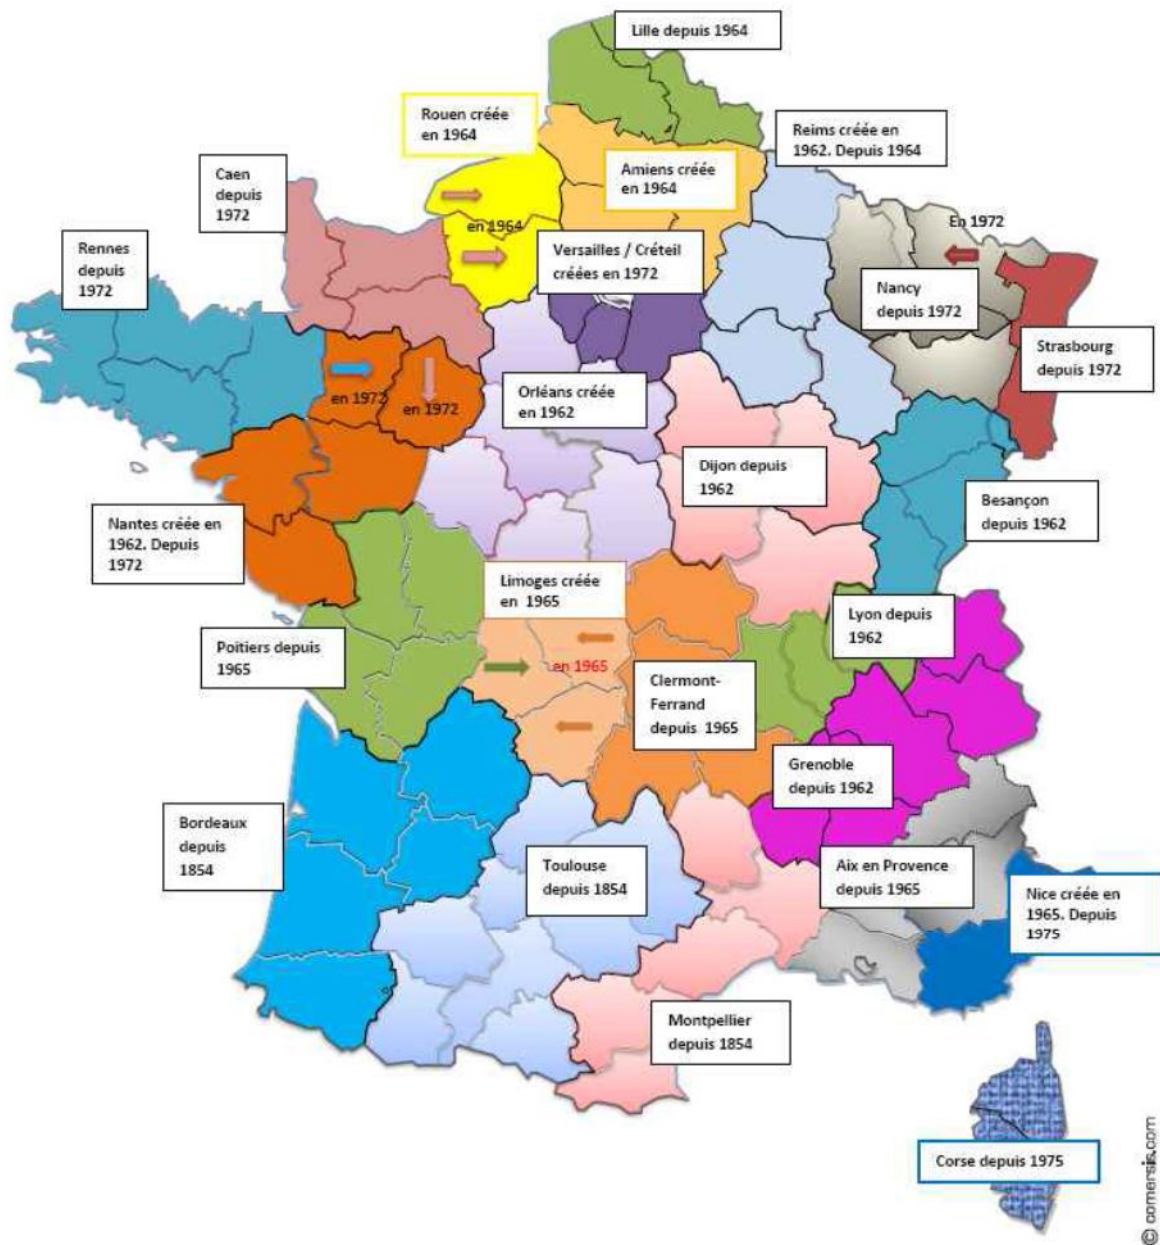 Lille depuis 1964
Rouen créée
en 1964
Reims créée en
1962. Depuis 1964
Amiens créée
en 1964
Caen
depuis
1972
en 1964
En 1972
Rennes
depuis
1972
Versailles / Créteil
créées en 1972
Nancy
depuis 1972
Strasbourg
depuis 1972
en 1972
en 1972
Orléans créée
en 1962
Dijon depuis
1962
Besançon
depuis 1962
Nantes créée en
1962. Depuis
1972
Limoges créée
en 1965
Lyon depuis
1962
Poitiers depuis
1965
en 1965
Clermont-
Ferrand
depuis 1965
Grenoble
depuis 1962
Bordeaux
depuis
1854
Toulouse
depuis 1854
Aix en Provence
depuis 1965
Nice créée en
1965. Depuis
1975
Montpellier
depuis 1854
Corse depuis 1975
© comersis.com